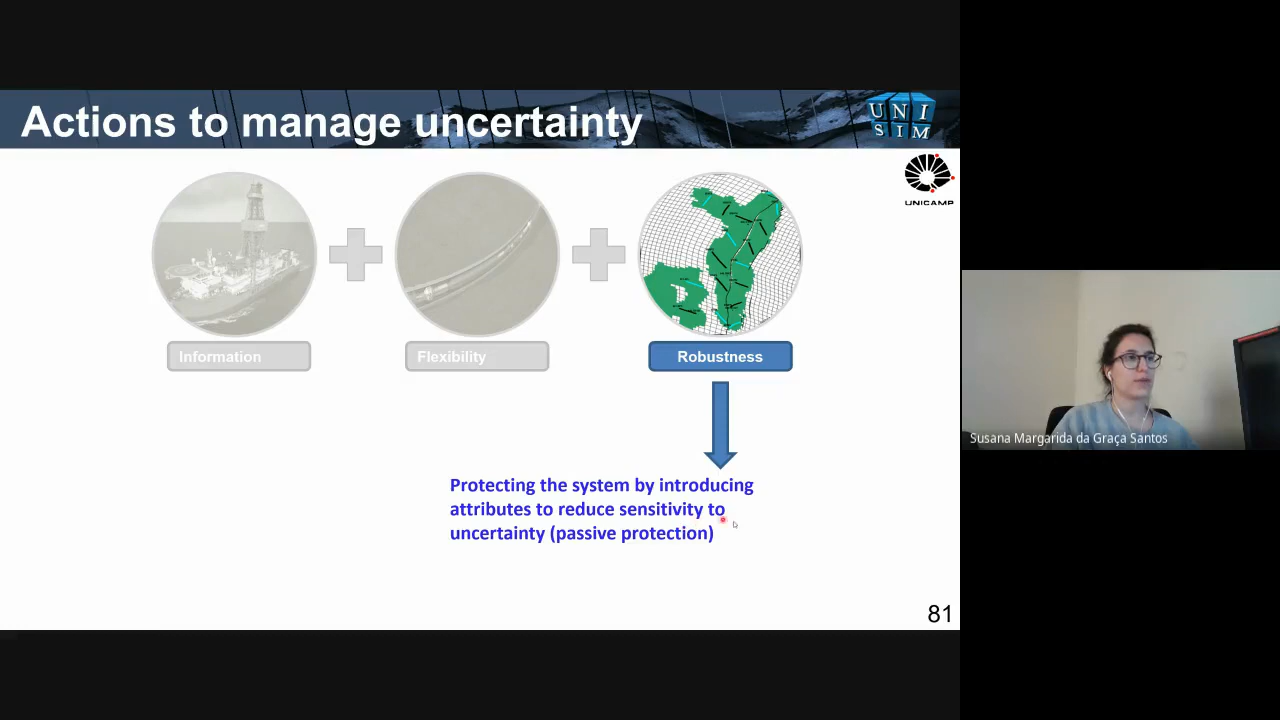 Actions to manage uncertainty
UNI
SIM
UNICAMP
Information
Flexibility
Robustness
Protecting the system by introducing
attributes to reduce sensitivity to
uncertainty (passive protection)
81
Susana Margarida da Graça Santos